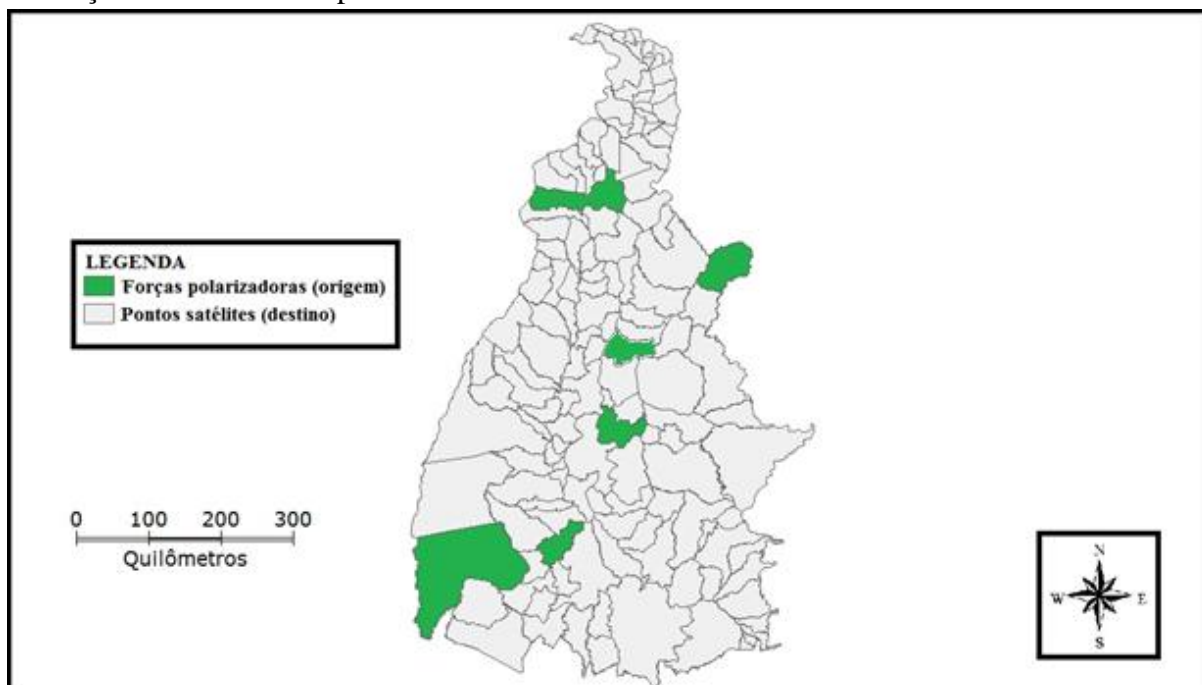 LEGENDA
Forças polarizadoras (origem)
Pontos satélites (destino)
0 100 200 300
Quilômetros
N
W E
S